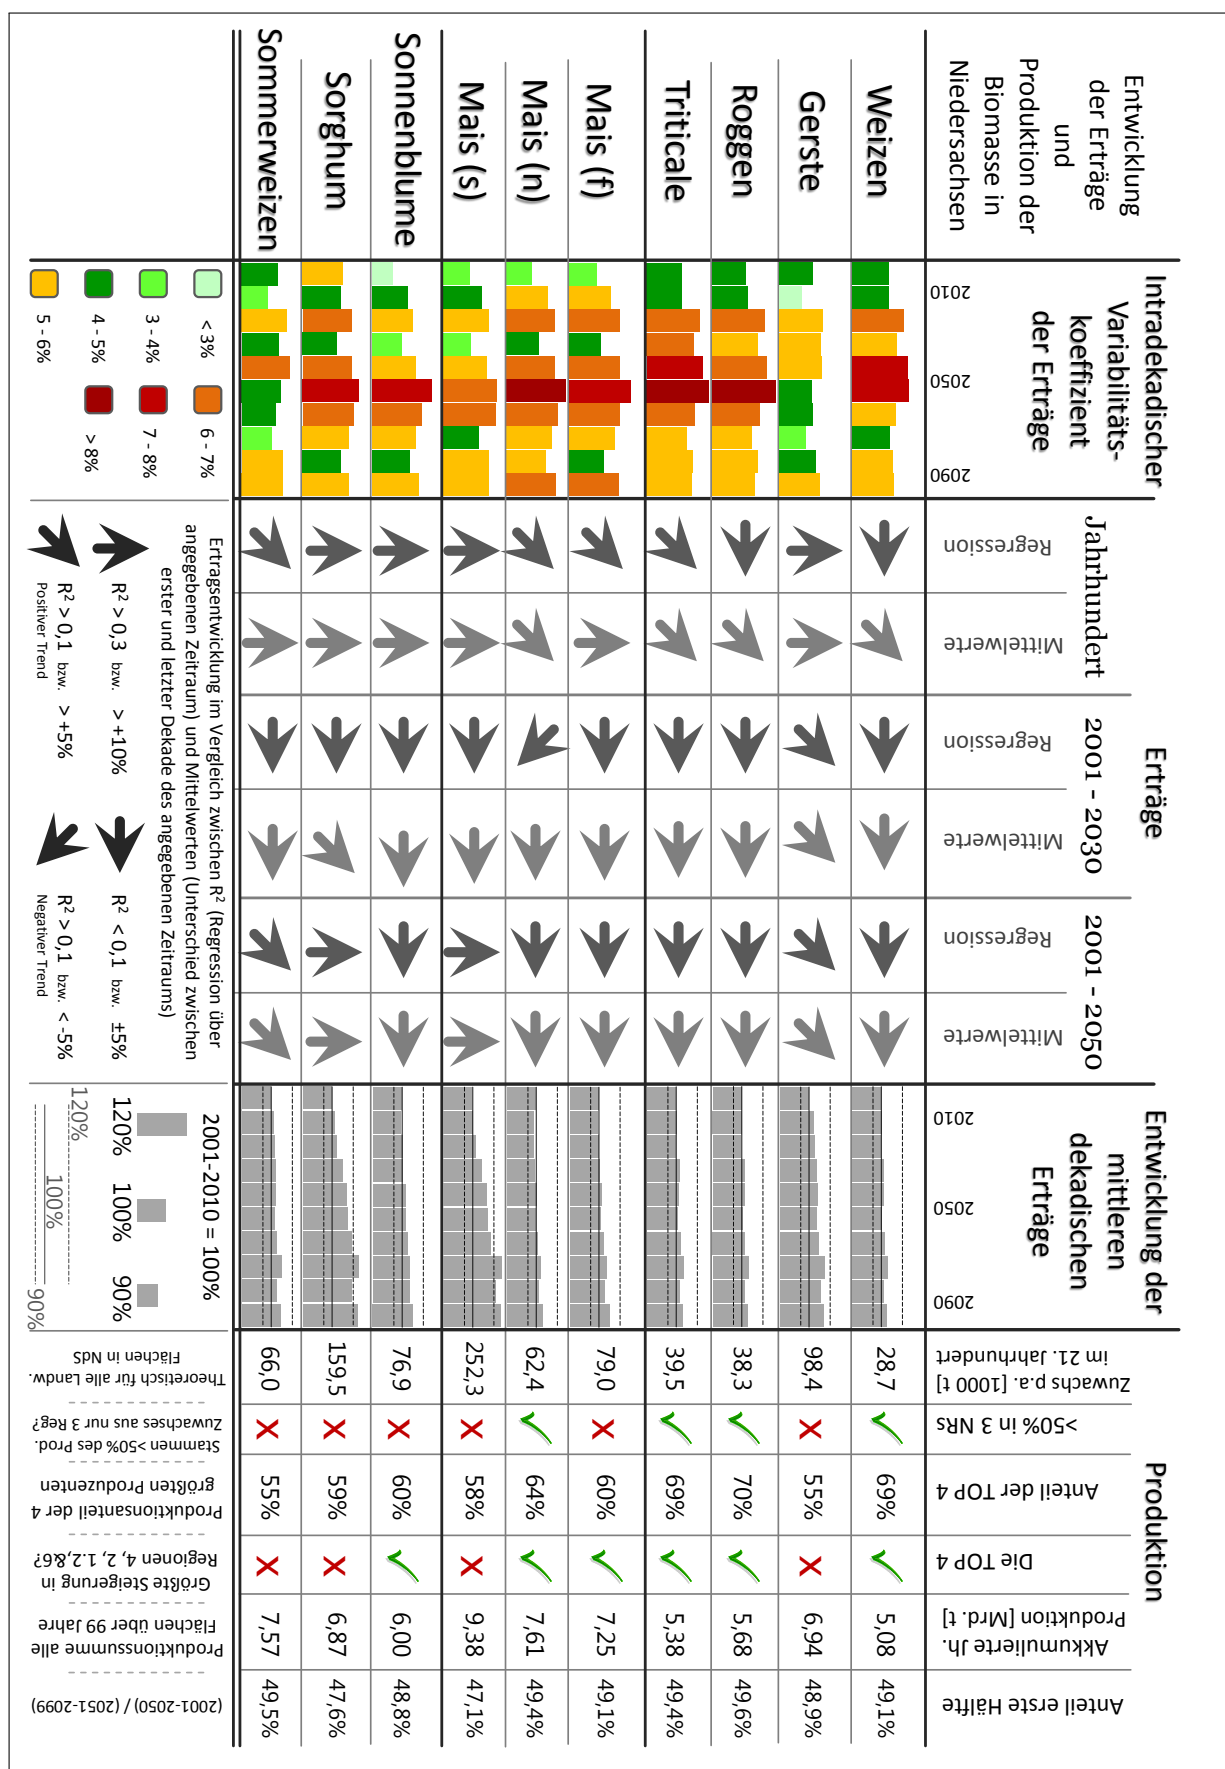 Entwicklung
der Erträge
und
Produktion der
Biomasse in
Niedersachsen
Weizen
Gerste
Roggen
Triticale
Mais (f)
Mais (n)
Mais (s)
Sonnenblume
Sorghum
Sommerweizen
Intradekadischer
Variabilitäts-
koeffizient
der Erträge
2010
2050
2090
< 3%
3 - 4%
4 - 5%
5 - 6%
6 - 7%
7 - 8%
> 8%
Erträge
Jahrhundert
2001 - 2030
2001 - 2050
Regression
Mittelwerte
Regression
Mittelwerte
Regression
Mittelwerte
Ertragsentwicklung im Vergleich zwischen R² (Regression über
angegebenen Zeitraum) und Mittelwerten (Unterschied zwischen
erster und letzter Dekade des angegebenen Zeitraums)
R² > 0,3 bzw. > +10%
R² < 0,1 bzw. ±5%
R² > 0,1 bzw. > +5%
Positiver Trend
R² > 0,1 bzw. < -5%
Negativer Trend
Entwicklung der
mittleren
dekadischen
Erträge
2010
2050
2090
2001-2010 = 100%
120%
100%
90%
120%
100%
90%
Produktion
Zuwachs p.a. [1000 t]
im 21. Jahrhundert
>50% in 3 NRs
Anteil der TOP 4
Die TOP 4
Akkumulierte Jh.
Produktion [Mrd. t]
Anteil erste Hälfte
28,7
69%
5,08
49,1%
98,4
X
55%
X
6,94
48,9%
38,3
70%
5,68
49,6%
39,5
69%
5,38
49,4%
79,0
X
60%
7,25
49,1%
62,4
64%
7,61
49,4%
252,3
X
58%
X
9,38
47,1%
76,9
X
60%
6,00
48,8%
159,5
X
59%
X
6,87
47,6%
66,0
X
55%
X
7,57
49,5%
Theoretisch für alle Landw.
Flächen in NdS
Stammen >50% des Prod.
Zuwachses aus nur 3 Reg?
Produktionsanteil der 4
größten Produzenten
Größte Steigerung in
Regionen 4, 2, 1.2,&6?
Produktionssumme alle
Flächen über 99 Jahre
(2001-2050) / (2051-2099)